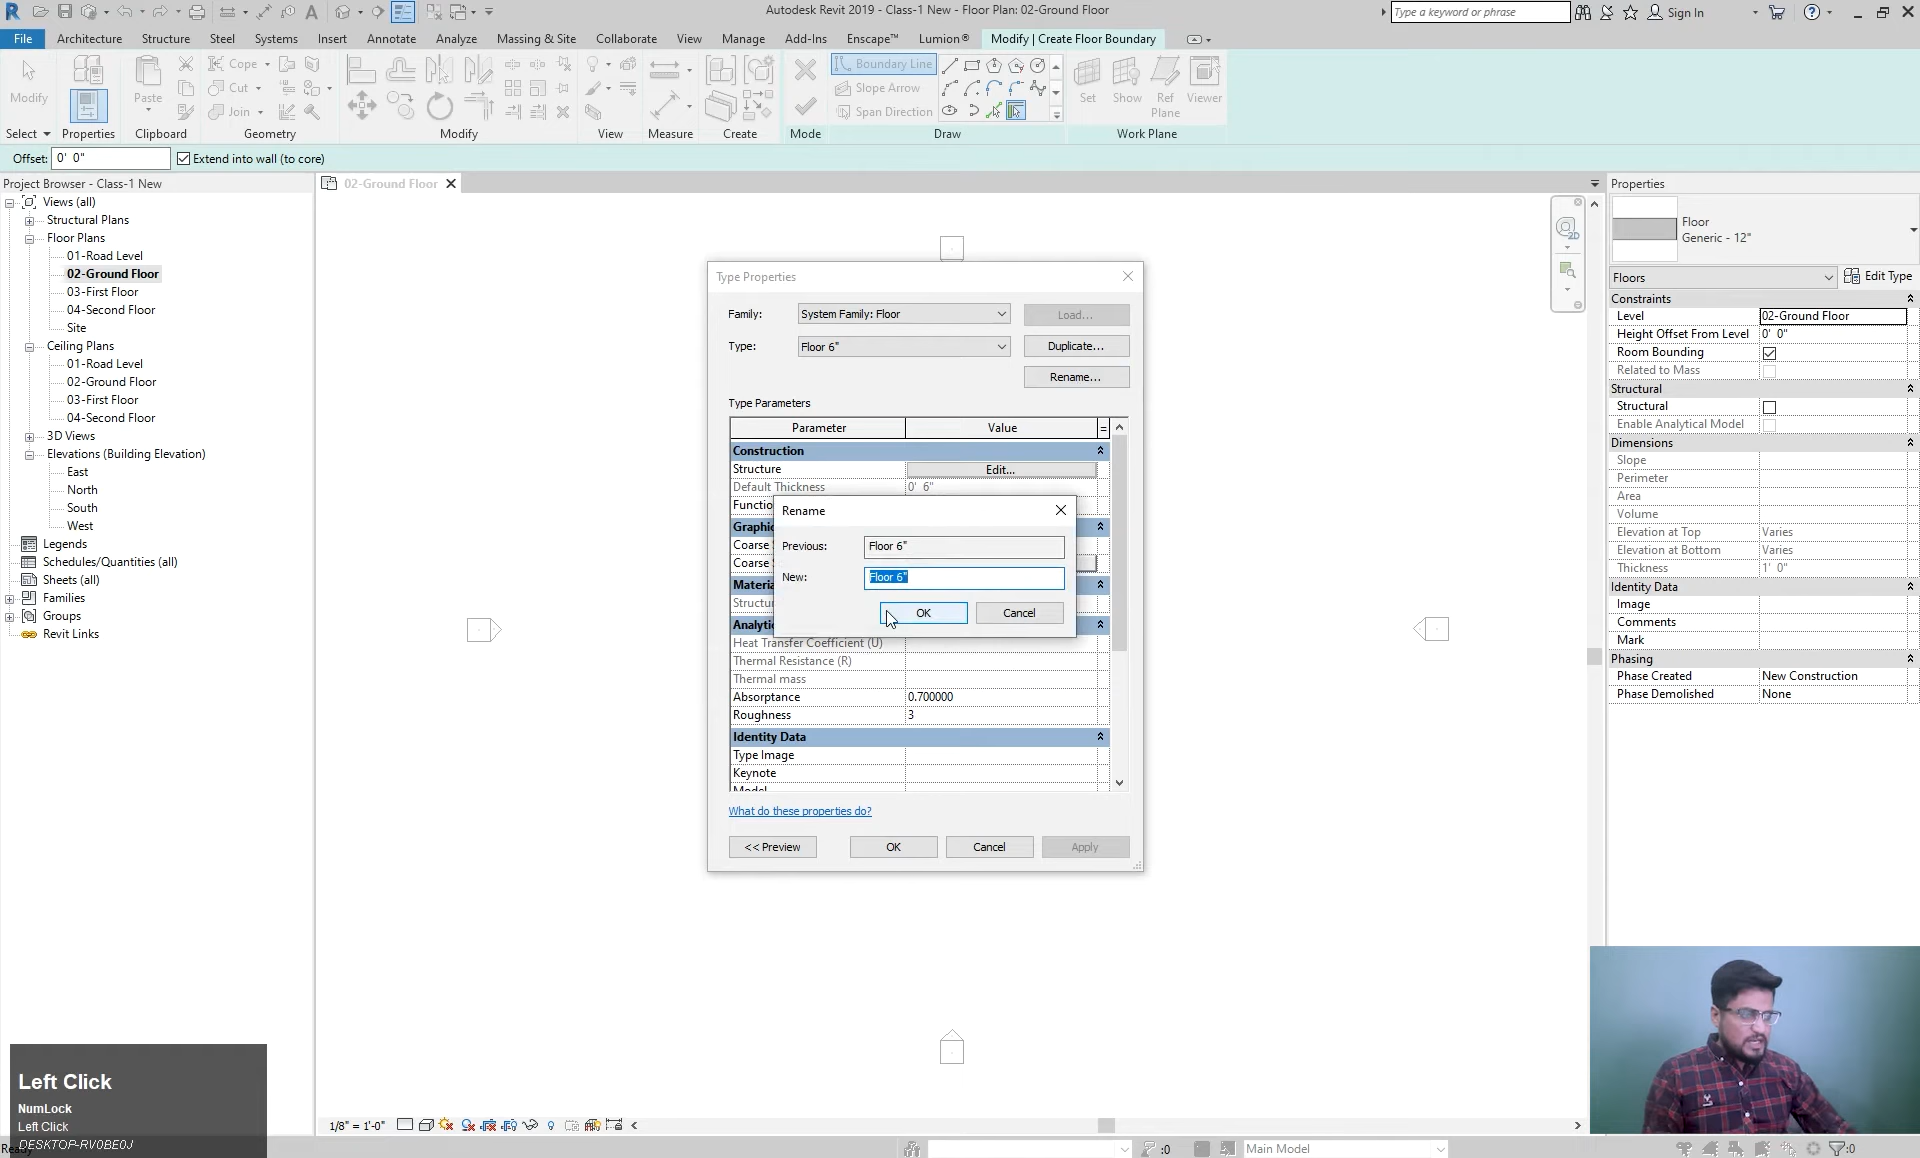 Autodesk Revit 2019 - Class-1 New - Floor Plan: 02-Ground Floor
Type a keyword or phrase
Sign In
File Architecture Structure Steel Systems Insert Annotate Analyze Massing & Site Collaborate View Manage Add-Ins Enscape™ Lumion® Modify | Create Floor Boundary
Modify
Paste
Cope
Cut
Join
Boundary Line
Slope Arrow
Span Direction
Set Show Ref Plane Viewer
Select Properties Clipboard Geometry Modify View Measure Create Mode Draw Work Plane
Offset: 0' 0" Extend into wall (to core)
Project Browser - Class-1 New
Views (all)
Structural Plans
Floor Plans
01-Road Level
02-Ground Floor
03-First Floor
04-Second Floor
Site
Ceiling Plans
01-Road Level
02-Ground Floor
03-First Floor
04-Second Floor
3D Views
Elevations (Building Elevation)
East
North
South
West
Legends
Schedules/Quantities (all)
Sheets (all)
Families
Groups
Revit Links
02-Ground Floor
2D
Type Properties
Family: System Family: Floor Load...
Type: Floor 6" Duplicate...
Rename...
Type Parameters
Parameter Value =
Construction
Structure Edit...
Default Thickness 0' 6"
Functio
Graphic
Coarse
Coarse
Materia
Structu
Analytic
Heat Transfer Coefficient (U)
Thermal Resistance (R)
Thermal mass
Absorptance 0.700000
Roughness 3
Identity Data
Type Image
Keynote
Model
What do these properties do?
<< Preview OK Cancel Apply
Rename
Previous: Floor 6"
New: Floor 6"
OK Cancel
Properties
Floor
Generic - 12"
Floors Edit Type
Constraints
Level 02-Ground Floor
Height Offset From Level 0' 0"
Room Bounding
Related to Mass
Structural
Structural
Enable Analytical Model
Dimensions
Slope
Perimeter
Area
Volume
Elevation at Top Varies
Elevation at Bottom Varies
Thickness 1' 0"
Identity Data
Image
Comments
Mark
Phasing
Phase Created New Construction
Phase Demolished None
Left Click
NumLock
Left Click
DESKTOP-RV0BE0J
1/8" = 1'-0"
:0
Main Model
:0